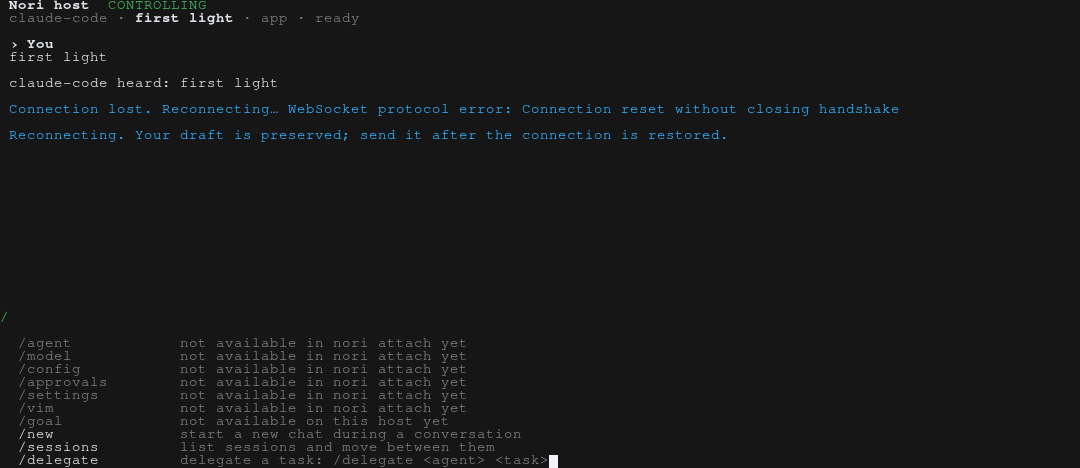 Nori host CONTROLLING
claude-code · first light · app · ready
› You
first light
claude-code heard: first light
Connection lost. Reconnecting… WebSocket protocol error: Connection reset without closing handshake
Reconnecting. Your draft is preserved; send it after the connection is restored.
/
/agent not available in nori attach yet
/model not available in nori attach yet
/config not available in nori attach yet
/approvals not available in nori attach yet
/settings not available in nori attach yet
/vim not available in nori attach yet
/goal not available on this host yet
/new start a new chat during a conversation
/sessions list sessions and move between them
/delegate delegate a task: /delegate <agent> <task>